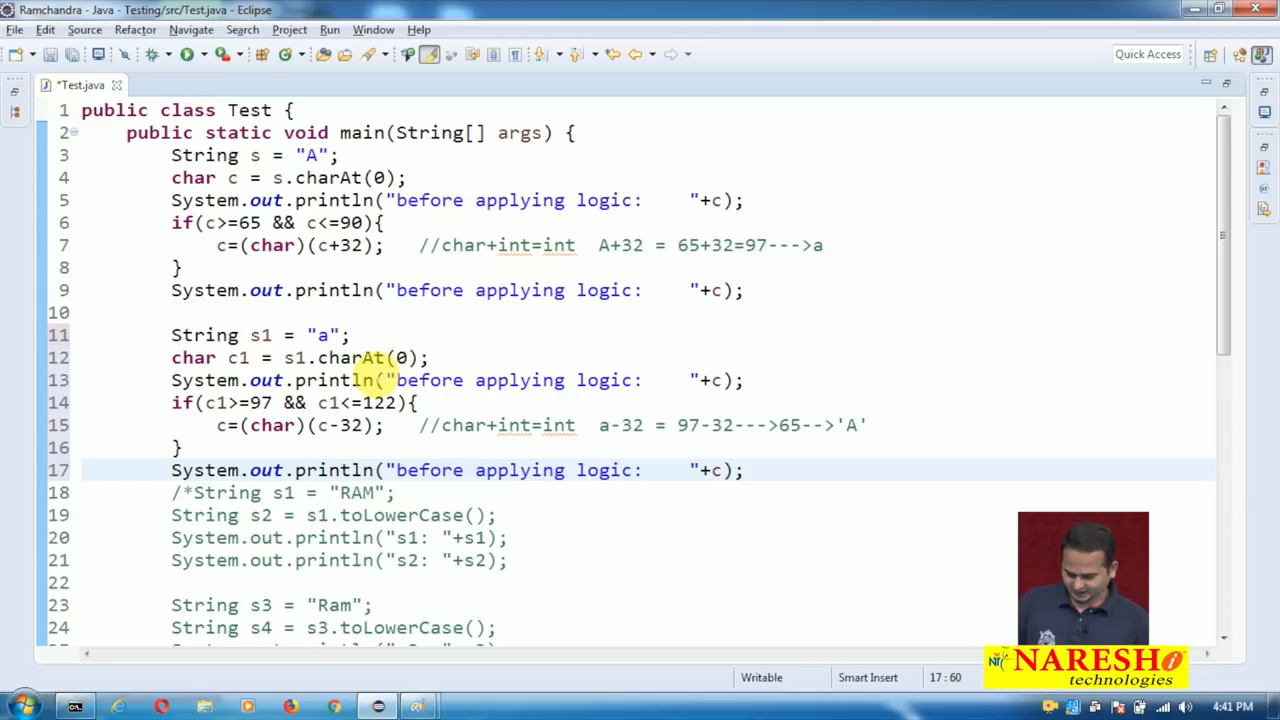 Ramchandra - Java - Testing/src/Test.java - Eclipse
File Edit Source Refactor Navigate Search Project Run Window Help
Quick Access
*Test.java
1 public class Test {
2 public static void main(String[] args) {
3 String s = "A";
4 char c = s.charAt(0);
5 System.out.println("before applying logic:    "+c);
6 if(c>=65 && c<=90){
7 c=(char)(c+32);   //char+int=int  A+32 = 65+32=97--->a
8 }
9 System.out.println("before applying logic:    "+c);
10
11 String s1 = "a";
12 char c1 = s1.charAt(0);
13 System.out.println("before applying logic:    "+c);
14 if(c1>=97 && c1<=122){
15 c=(char)(c-32);   //char+int=int  a-32 = 97-32--->65-->'A'
16 }
17 System.out.println("before applying logic:    "+c);
18 /*String s1 = "RAM";
19 String s2 = s1.toLowerCase();
20 System.out.println("s1: "+s1);
21 System.out.println("s2: "+s2);
22
23 String s3 = "Ram";
24 String s4 = s3.toLowerCase();
NARESH i
technologies
Writable Smart Insert 17 : 60
4:41 PM